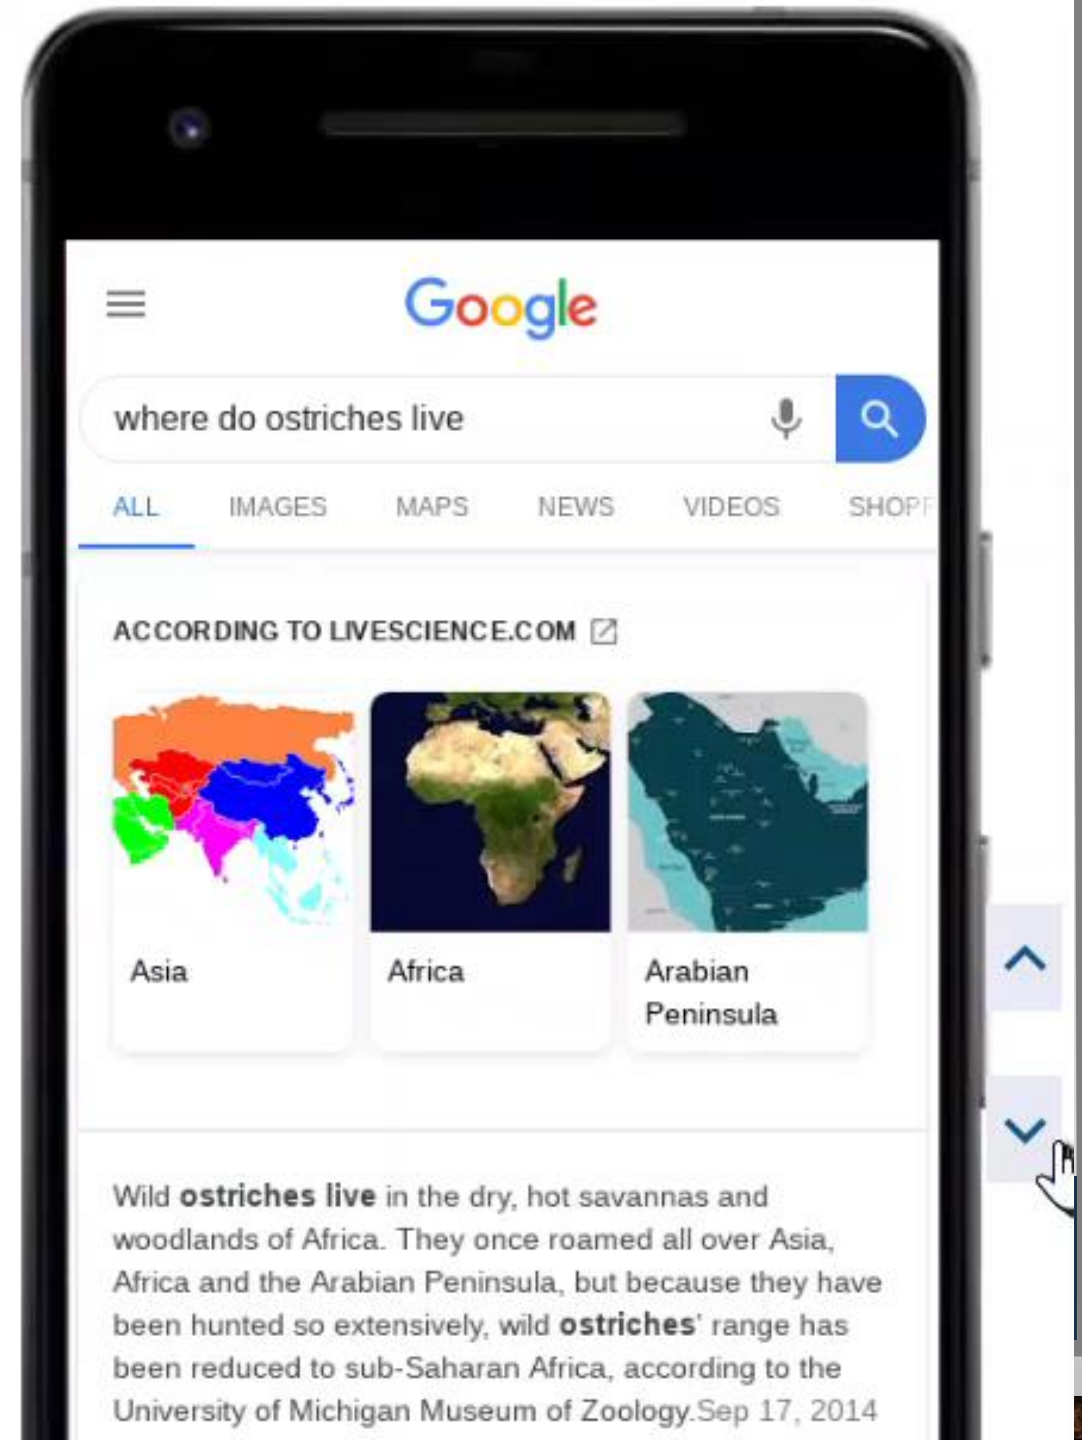 Google
where do ostriches live
ALL IMAGES MAPS NEWS VIDEOS SHOPP
ACCORDING TO LIVESCIENCE.COM
Asia
Africa
Arabian
Peninsula
Wild ostriches live in the dry, hot savannas and
woodlands of Africa. They once roamed all over Asia,
Africa and the Arabian Peninsula, but because they have
been hunted so extensively, wild ostriches' range has
been reduced to sub-Saharan Africa, according to the
University of Michigan Museum of Zoology.Sep 17, 2014